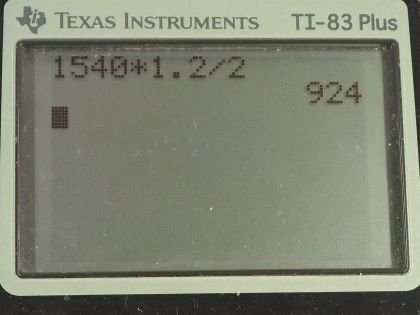 TEXAS INSTRUMENTS TI-83 Plus
1540*1.2/2
924